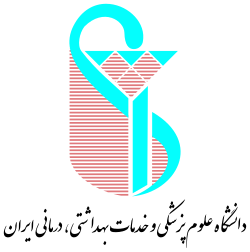 دانشگاه علوم پزشکی و خدمات بهداشتی، درمانی ایران